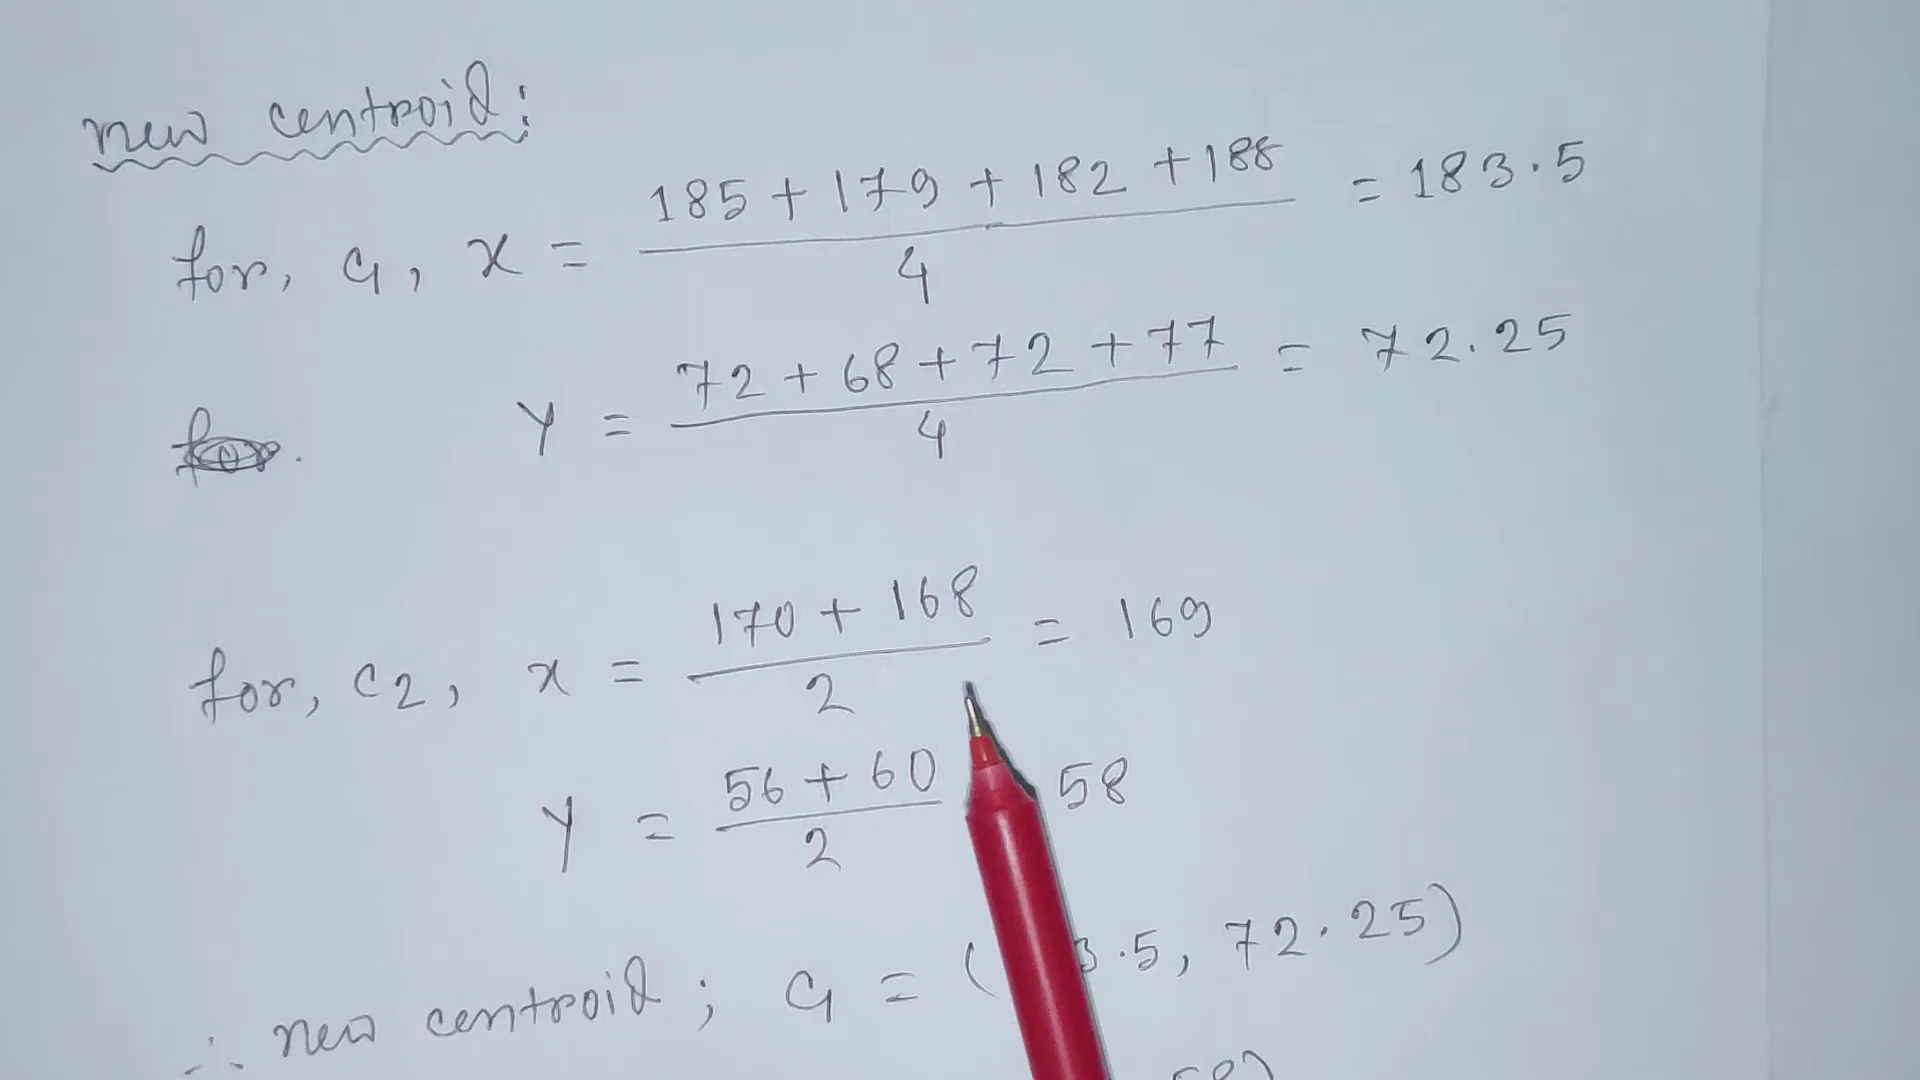 new centroid:
for, C1, x = 185 + 179 + 182 + 188 / 4 = 183.5
Y = 72 + 68 + 72 + 77 / 4 = 72.25
for, C2, x = 170 + 168 / 2 = 169
Y = 56 + 60 / 2 58
∴ new centroid; C1 = ( 3.5, 72.25)
58)